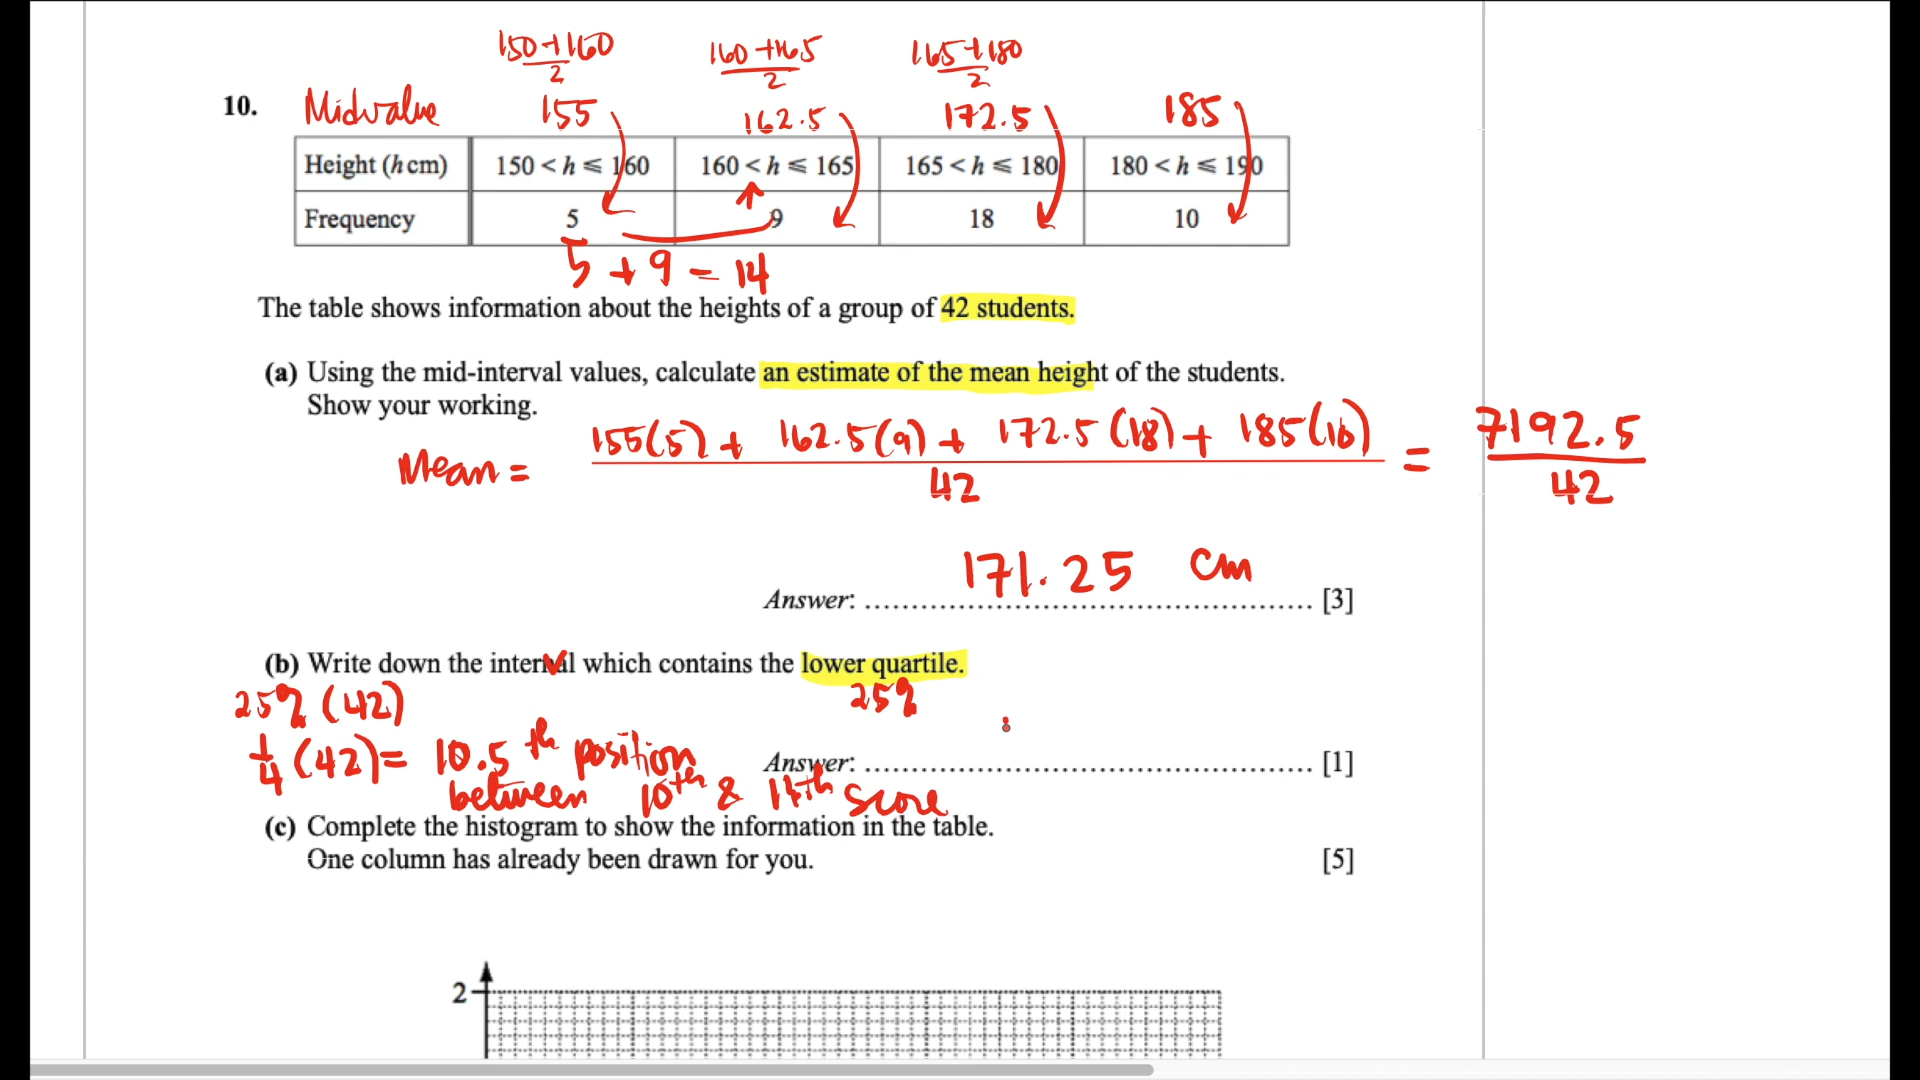 150+160 160+165 165+180
2 2 2
10. Midvalue 155 162.5 172.5 185
Height (h cm) 150 < h ⩽ 160 160 < h ⩽ 165 165 < h ⩽ 180 180 < h ⩽ 190
Frequency 5 9 18 10
5 + 9 = 14
The table shows information about the heights of a group of 42 students.
(a) Using the mid-interval values, calculate an estimate of the mean height of the students.
Show your working.
Mean = 155(5) + 162.5(9) + 172.5(18) + 185(10) = 7192.5
42 42
171.25 cm
Answer: ................................................ [3]
(b) Write down the interval which contains the lower quartile.
25% (42) 25%
1/4 (42) = 10.5th position
Answer: ................................................ [1]
between 10th & 11th score
(c) Complete the histogram to show the information in the table.
One column has already been drawn for you. [5]
2